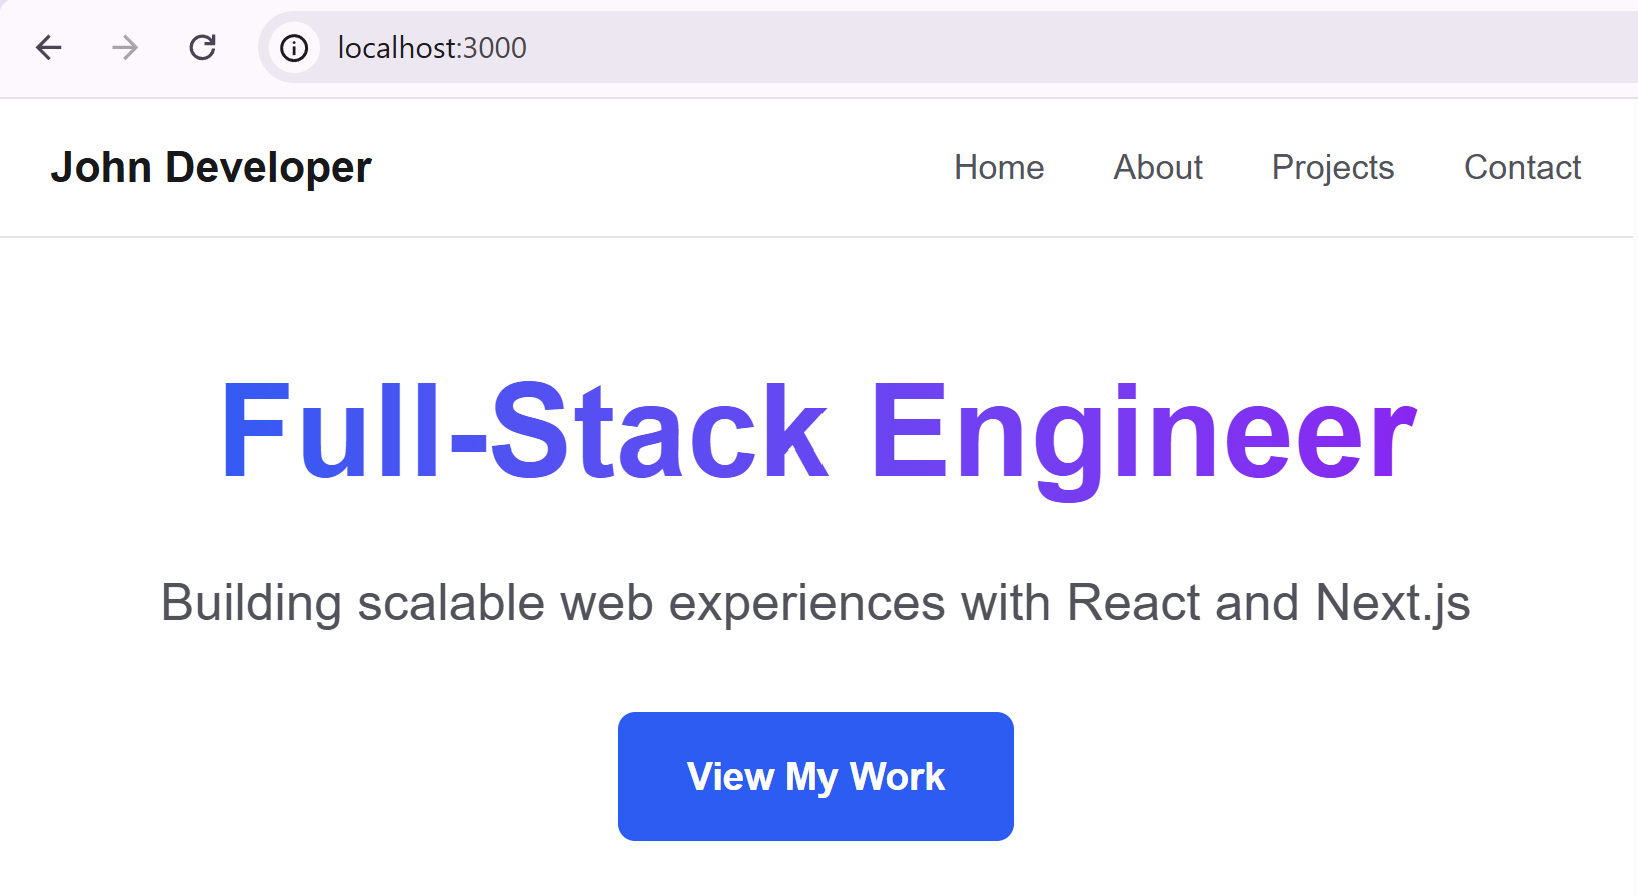 localhost:3000
John Developer Home About Projects Contact
Full-Stack Engineer
Building scalable web experiences with React and Next.js
View My Work